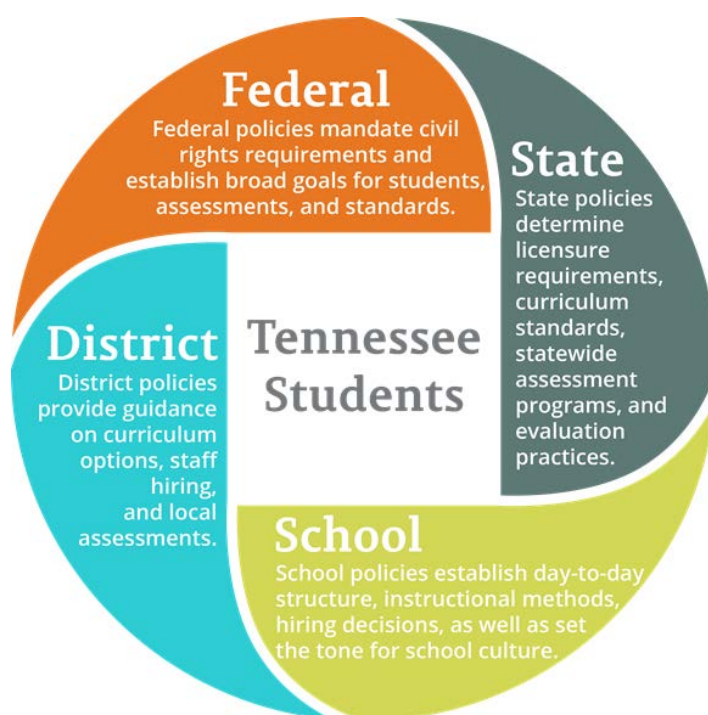 Federal
Federal policies mandate civil
rights requirements and
establish broad goals for students,
assessments, and standards.
State
State policies
determine
licensure
requirements,
curriculum
standards,
statewide
assessment
programs, and
evaluation
practices.
District
District policies
provide guidance
on curriculum
options, staff
hiring,
and local
assessments.
Tennessee
Students
School
School policies establish day-to-day
structure, instructional methods,
hiring decisions, as well as set
the tone for school culture.